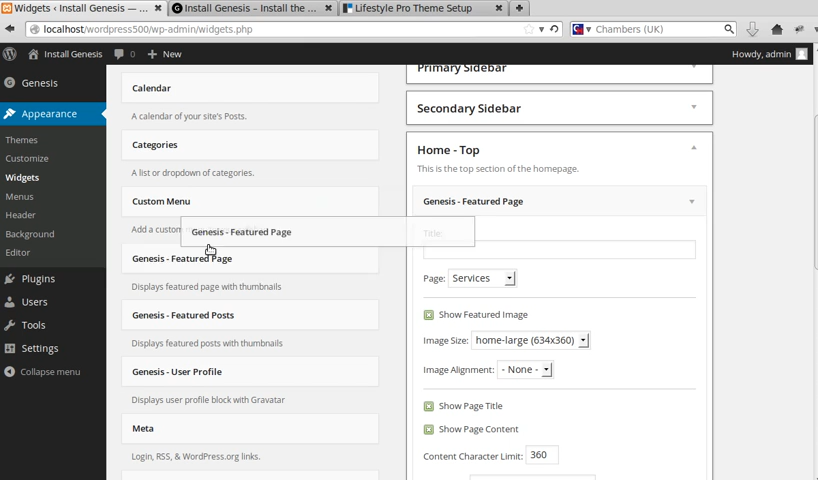 Widgets ‹ Install Genesis — ...
Install Genesis – Install the ...
Lifestyle Pro Theme Setup
localhost/wordpress500/wp-admin/widgets.php
Chambers (UK)
Install Genesis
0
+ New
Howdy, admin
Genesis
Appearance
Themes
Customize
Widgets
Menus
Header
Background
Editor
Plugins
Users
Tools
Settings
Collapse menu
Calendar
A calendar of your site's Posts.
Categories
A list or dropdown of categories.
Custom Menu
Add a custom
Genesis - Featured Page
Genesis - Featured Page
Displays featured page with thumbnails
Genesis - Featured Posts
Displays featured posts with thumbnails
Genesis - User Profile
Displays user profile block with Gravatar
Meta
Login, RSS, & WordPress.org links.
Primary Sidebar
Secondary Sidebar
Home - Top
This is the top section of the homepage.
Genesis - Featured Page
Title:
Page: Services
Show Featured Image
Image Size: home-large (634x360)
Image Alignment: - None -
Show Page Title
Show Page Content
Content Character Limit: 360